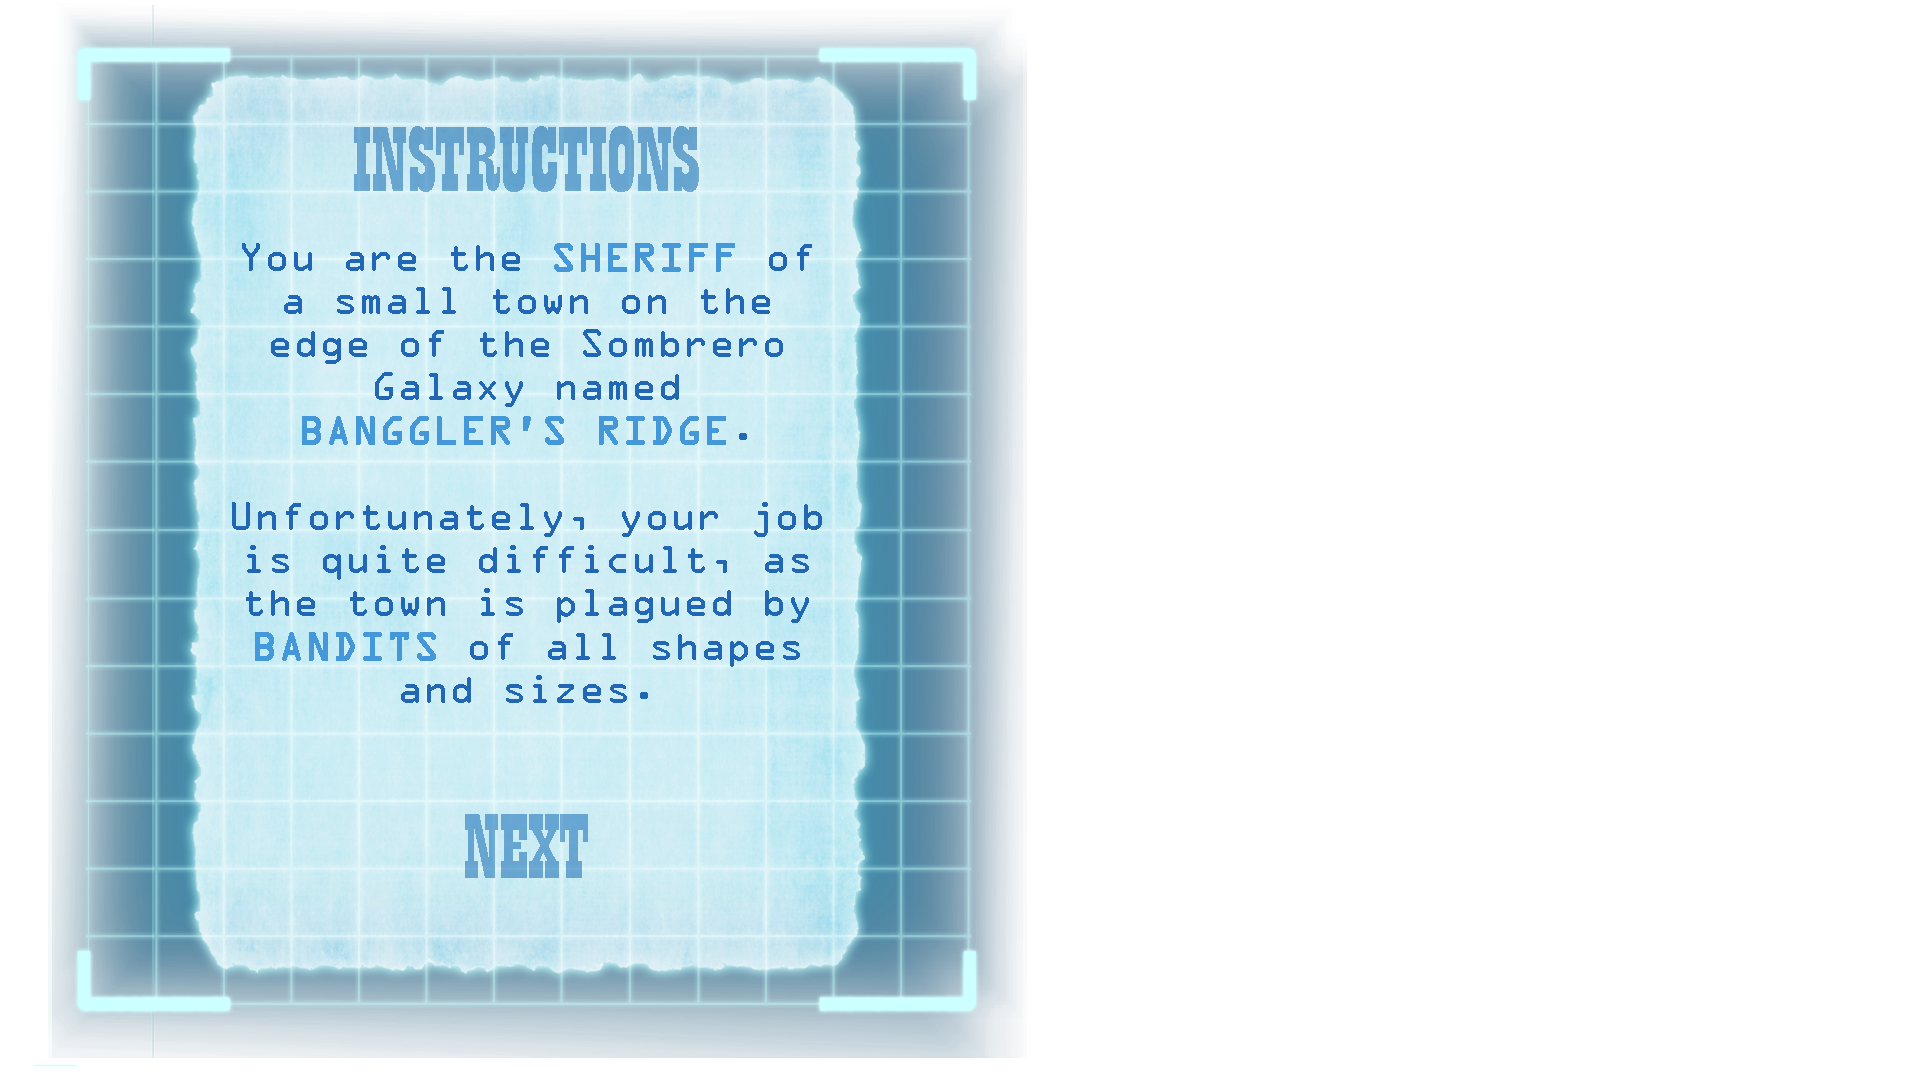 INSTRUCTIONS
You are the SHERIFF of
a small town on the
edge of the Sombrero
Galaxy named
BANGGLER'S RIDGE.
Unfortunately, your job
is quite difficult, as
the town is plagued by
BANDITS of all shapes
and sizes.
NEXT